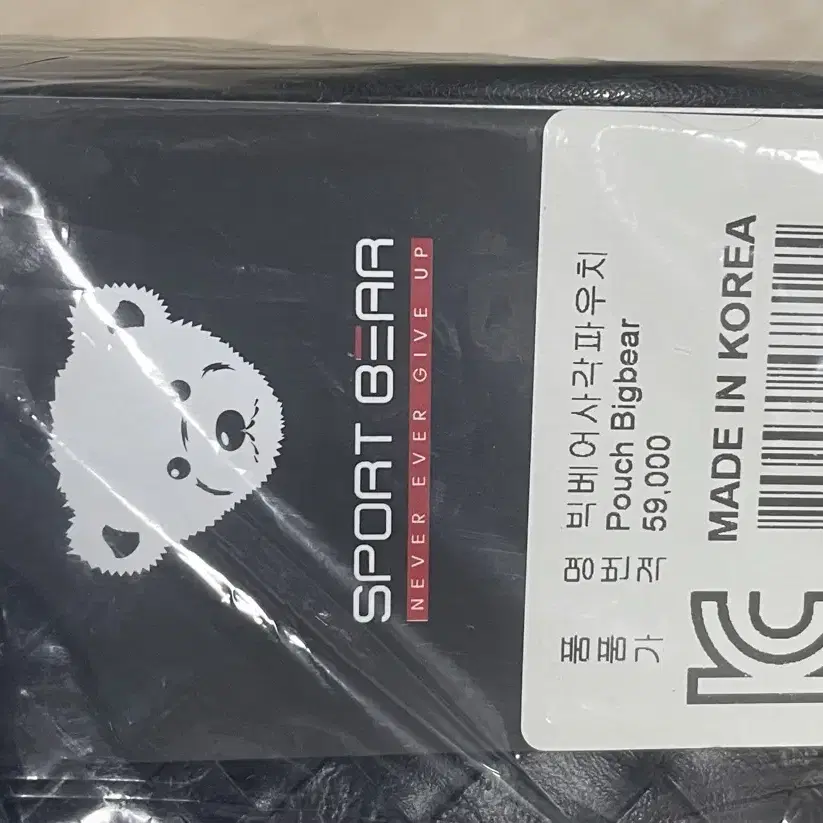 SPORT BEAR
NEVER EVER GIVE UP
품 명 빅베어사각파우치
품 번 Pouch Bigbear
가 격 59,000
MADE IN KOREA